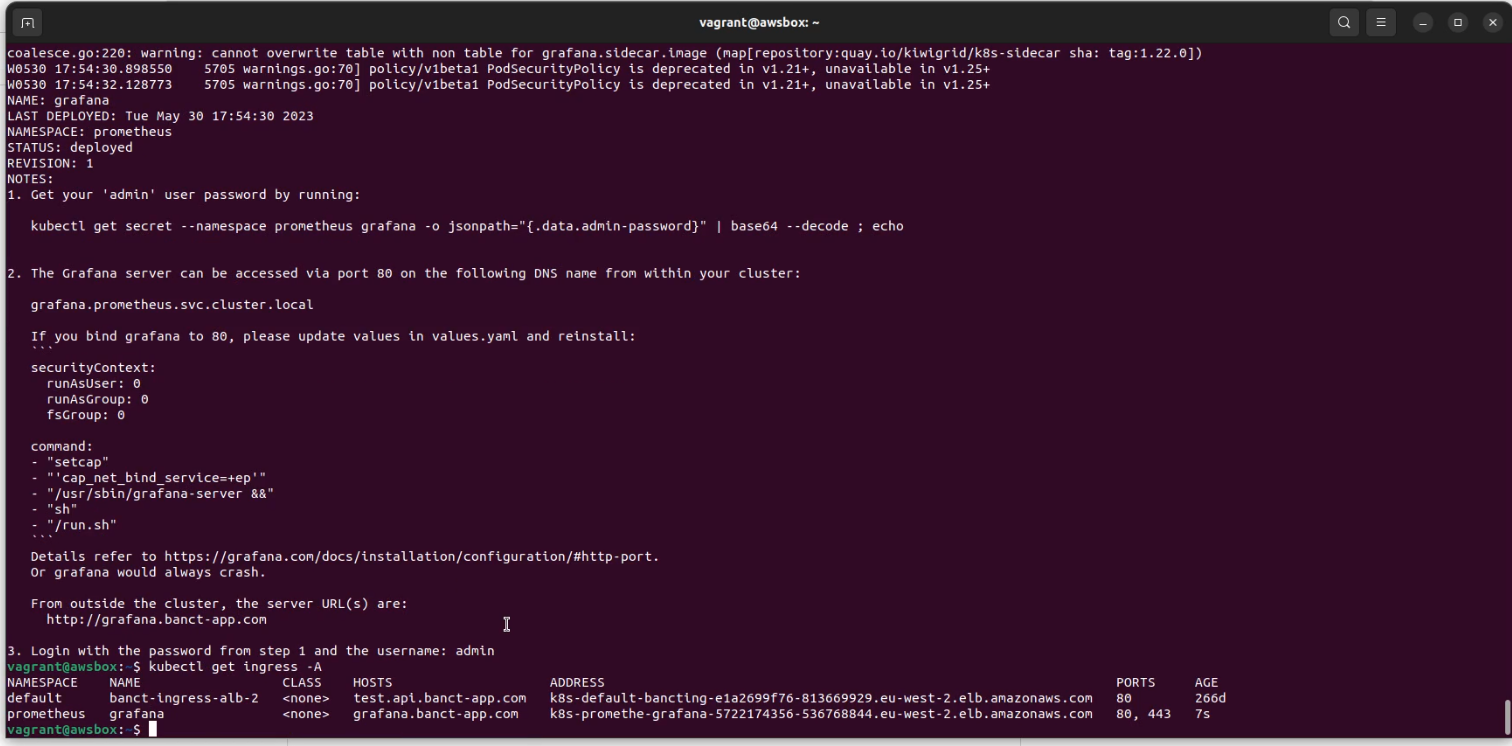 vagrant@awsbox: ~
coalesce.go:220: warning: cannot overwrite table with non table for grafana.sidecar.image (map[repository:quay.io/kiwigrid/k8s-sidecar sha: tag:1.22.0])
W0530 17:54:30.898550    5705 warnings.go:70] policy/v1beta1 PodSecurityPolicy is deprecated in v1.21+, unavailable in v1.25+
W0530 17:54:32.128773    5705 warnings.go:70] policy/v1beta1 PodSecurityPolicy is deprecated in v1.21+, unavailable in v1.25+
NAME: grafana
LAST DEPLOYED: Tue May 30 17:54:30 2023
NAMESPACE: prometheus
STATUS: deployed
REVISION: 1
NOTES:
1. Get your 'admin' user password by running:
   kubectl get secret --namespace prometheus grafana -o jsonpath="{.data.admin-password}" | base64 --decode ; echo
2. The Grafana server can be accessed via port 80 on the following DNS name from within your cluster:
   grafana.prometheus.svc.cluster.local
   If you bind grafana to 80, please update values in values.yaml and reinstall:
   ```
   securityContext:
     runAsUser: 0
     runAsGroup: 0
     fsGroup: 0
   command:
   - "setcap"
   - "'cap_net_bind_service=+ep'"
   - "/usr/sbin/grafana-server &&"
   - "sh"
   - "/run.sh"
   ```
   Details refer to https://grafana.com/docs/installation/configuration/#http-port.
   Or grafana would always crash.
   From outside the cluster, the server URL(s) are:
     http://grafana.banct-app.com
3. Login with the password from step 1 and the username: admin
vagrant@awsbox:~$ kubectl get ingress -A
NAMESPACE    NAME                  CLASS    HOSTS                    ADDRESS                                                                 PORTS     AGE
default      banct-ingress-alb-2   <none>   test.api.banct-app.com   k8s-default-bancting-e1a2699f76-813669929.eu-west-2.elb.amazonaws.com   80        266d
prometheus   grafana               <none>   grafana.banct-app.com    k8s-promethe-grafana-5722174356-536768844.eu-west-2.elb.amazonaws.com   80, 443   7s
vagrant@awsbox:~$